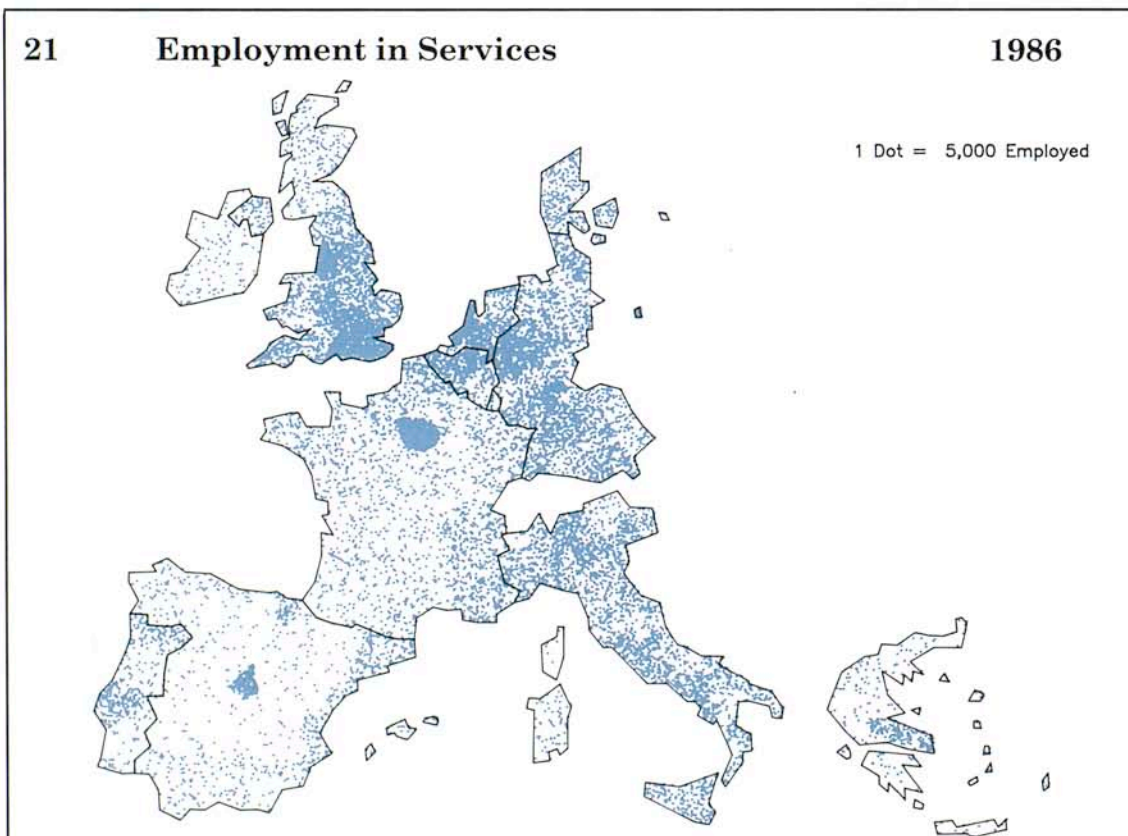 21 Employment in Services 1986
1 Dot = 5,000 Employed